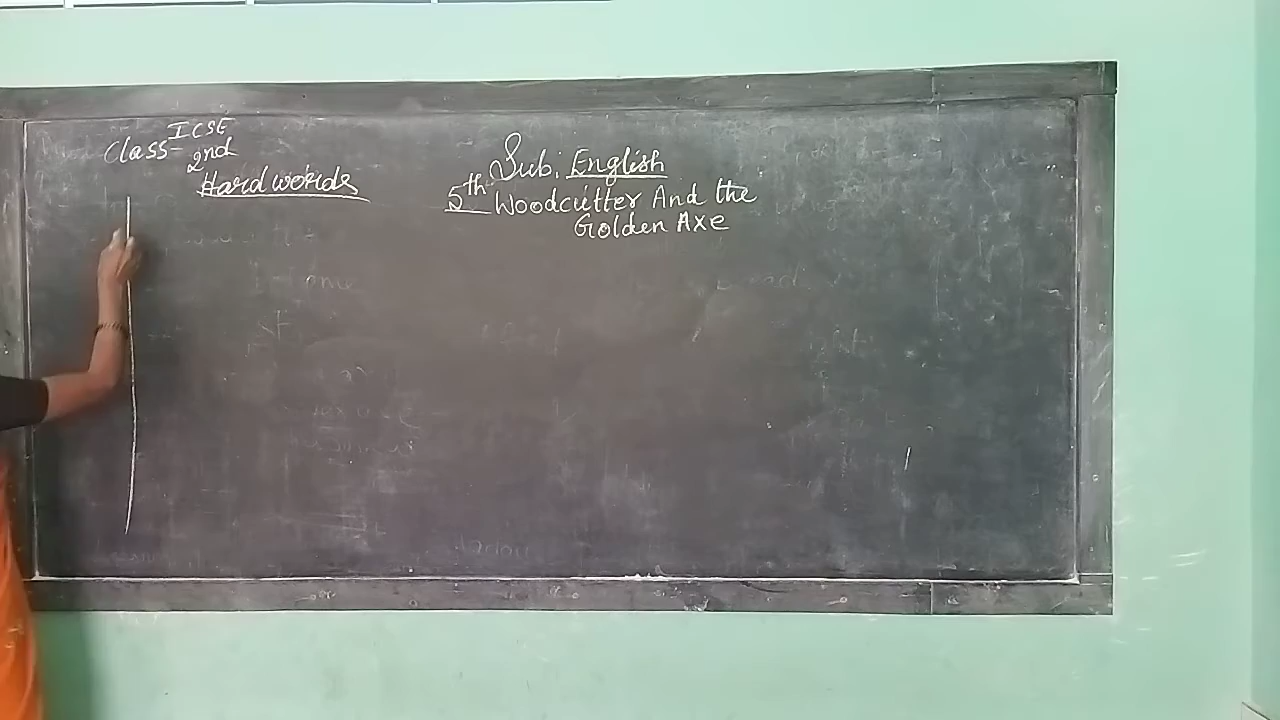 ICSE
Class-
2nd
Hard words
Sub: English
5th Woodcutter And the
Golden Axe